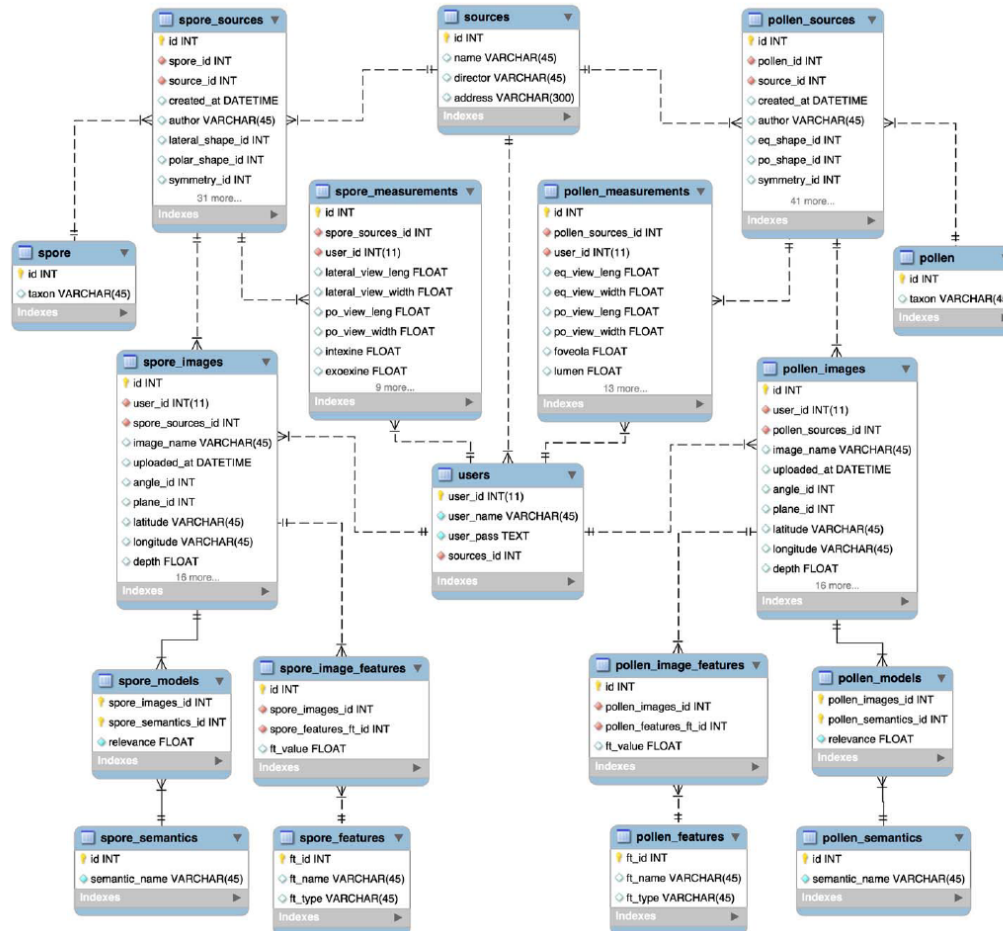 spore_sources
id INT
spore_id INT
source_id INT
created_at DATETIME
author VARCHAR(45)
lateral_shape_id INT
polar_shape_id INT
symmetry_id INT
31 more...
Indexes
sources
id INT
name VARCHAR(45)
director VARCHAR(45)
address VARCHAR(300)
Indexes
pollen_sources
id INT
pollen_id INT
source_id INT
created_at DATETIME
author VARCHAR(45)
eq_shape_id INT
po_shape_id INT
symmetry_id INT
41 more...
Indexes
spore
id INT
taxon VARCHAR(45)
Indexes
spore_measurements
id INT
spore_sources_id INT
user_id INT(11)
lateral_view_leng FLOAT
lateral_view_width FLOAT
po_view_leng FLOAT
po_view_width FLOAT
intexine FLOAT
exoexine FLOAT
9 more...
Indexes
pollen_measurements
id INT
pollen_sources_id INT
user_id INT(11)
eq_view_leng FLOAT
eq_view_width FLOAT
po_view_leng FLOAT
po_view_width FLOAT
foveola FLOAT
lumen FLOAT
13 more...
Indexes
pollen
id INT
taxon
Indexes
spore_images
id INT
user_id INT(11)
spore_sources_id INT
image_name VARCHAR(45)
uploaded_at DATETIME
angle_id INT
plane_id INT
latitude VARCHAR(45)
longitude VARCHAR(45)
depth FLOAT
16 more...
Indexes
users
user_id INT(11)
user_name VARCHAR(45)
user_pass TEXT
sources_id INT
Indexes
pollen_images
id INT
user_id INT(11)
pollen_sources_id INT
image_name VARCHAR(45)
uploaded_at DATETIME
angle_id INT
plane_id INT
latitude VARCHAR(45)
longitude VARCHAR(45)
depth FLOAT
16 more...
Indexes
spore_models
spore_images_id INT
spore_semantics_id INT
relevance FLOAT
Indexes
spore_image_features
id INT
spore_images_id INT
spore_features_ft_id INT
ft_value FLOAT
Indexes
pollen_image_features
id INT
pollen_images_id INT
pollen_features_ft_id INT
ft_value FLOAT
Indexes
pollen_models
pollen_images_id INT
pollen_semantics_id INT
relevance FLOAT
Indexes
spore_semantics
id INT
semantic_name VARCHAR(45)
Indexes
spore_features
ft_id INT
ft_name VARCHAR(45)
ft_type VARCHAR(45)
Indexes
pollen_features
ft_id INT
ft_name VARCHAR(45)
ft_type VARCHAR(45)
Indexes
pollen_semantics
id INT
semantic_name VARCHAR(45)
Indexes